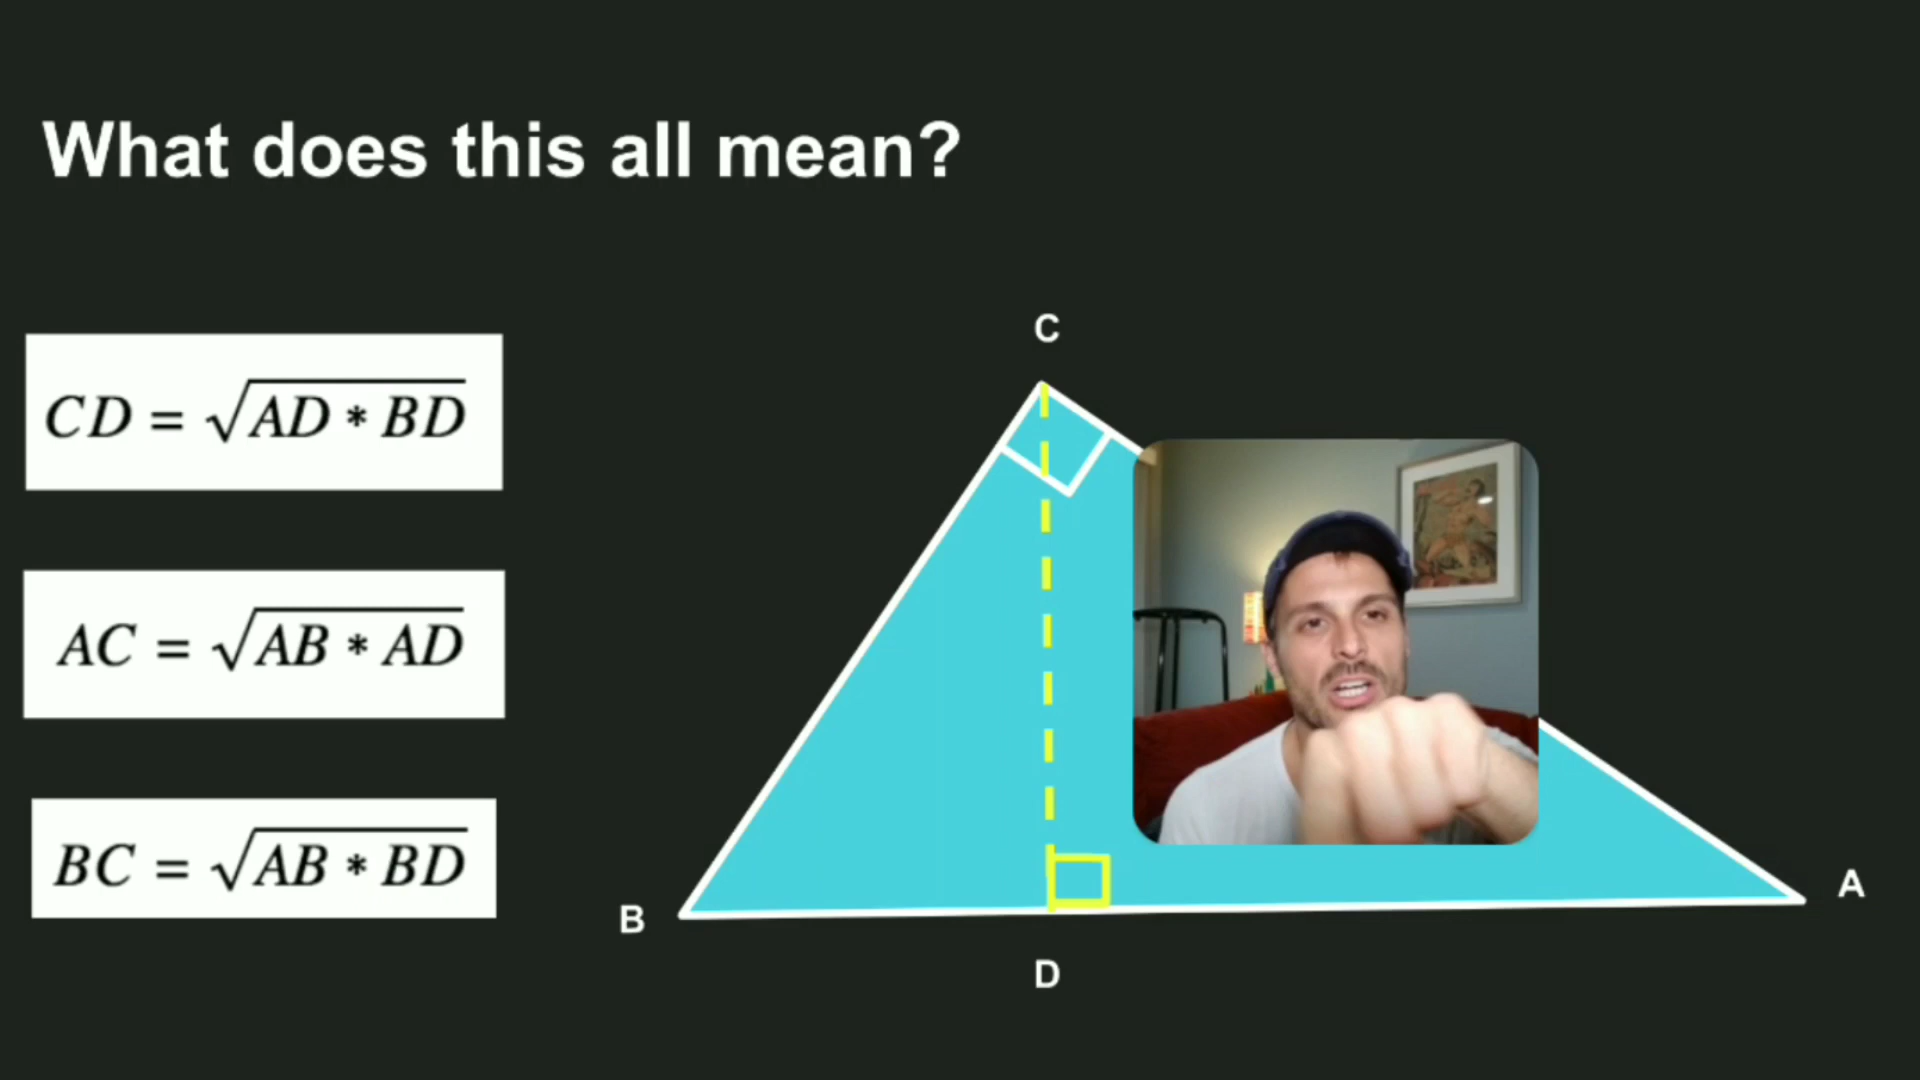 What does this all mean?
CD = √AD * BD
AC = √AB * AD
BC = √AB * BD
C
B
A
D